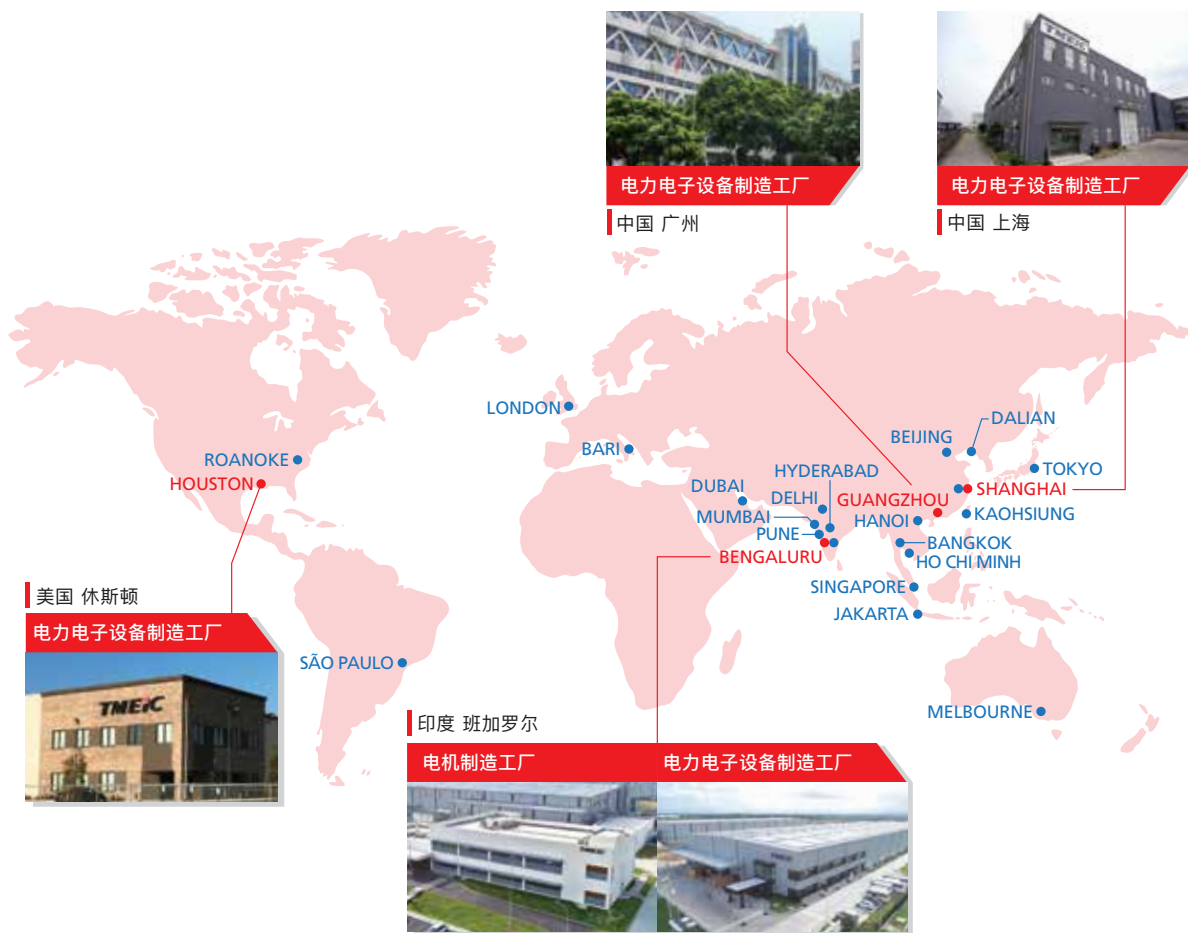 TMEiC
电力电子设备制造工厂
电力电子设备制造工厂
中国 广州
中国 上海
LONDON
DALIAN
BEIJING
BARI
ROANOKE
HYDERABAD
TOKYO
HOUSTON
DUBAI
DELHI
SHANGHAI
GUANGZHOU
MUMBAI
HANOI
KAOHSIUNG
PUNE
BANGKOK
BENGALURU
HO CHI MINH
SINGAPORE
美国 休斯顿
JAKARTA
电力电子设备制造工厂
SÃO PAULO
TMEiC
MELBOURNE
印度 班加罗尔
电机制造工厂
电力电子设备制造工厂
TMEiC